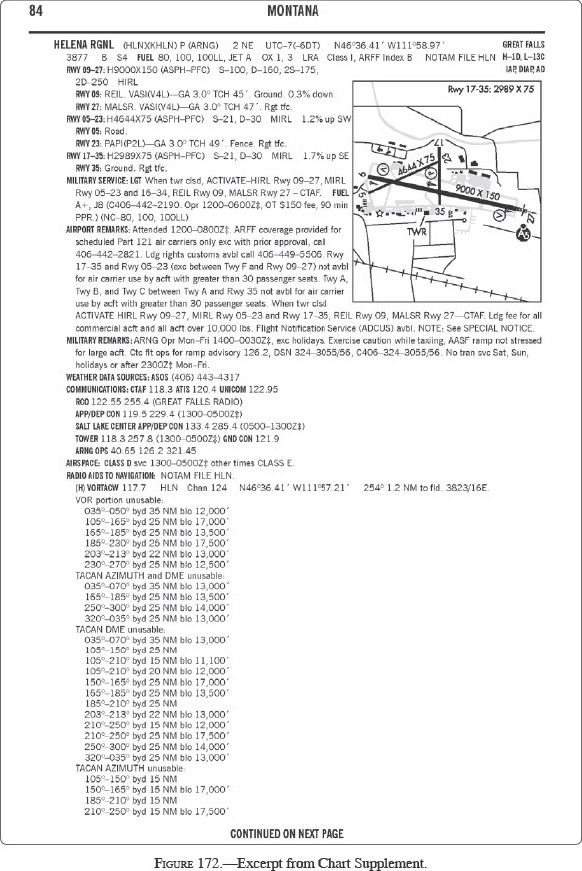 84 MONTANA
HELENA RGNL (HLN)(KHLN) P (ARNG) 2 NE UTC–7(–6DT) N46°36.41´ W111°58.97´ GREAT FALLS
3877 B S4 FUEL 80, 100, 100LL, JET A OX 1, 3 LRA Class I, ARFF Index B NOTAM FILE HLN H–1D, L–13C
IAP, DIAP, AD
RWY 09–27: H9000X150 (ASPH–PFC) S–100, D–160, 2S–175,
2D–250 HIRL
RWY 09: REIL. VASI(V4L)—GA 3.0° TCH 45´. Ground. 0.3% down.
RWY 27: MALSR. VASI(V4L)—GA 3.0° TCH 47´. Rgt tfc.
RWY 05–23: H4644X75 (ASPH–PFC) S–21, D–30 MIRL 1.2% up SW
RWY 05: Road.
RWY 23: PAPI(P2L)—GA 3.0° TCH 49´. Fence. Rgt tfc.
RWY 17–35: H2989X75 (ASPH–PFC) S–21, D–30 MIRL 1.7% up SE
RWY 35: Ground. Rgt tfc.
MILITARY SERVICE: LGT When twr clsd, ACTIVATE–HIRL Rwy 09–27, MIRL
Rwy 05–23 and 16–34, REIL Rwy 09, MALSR Rwy 27 – CTAF. FUEL
A+, J8 (C406–442–2190. Opr 1200–0600Z‡, OT $150 fee, 90 min
PPR.) (NC–80, 100, 100LL)
AIRPORT REMARKS: Attended 1200–0800Z‡. ARFF coverage provided for
scheduled Part 121 air carriers only exc with prior approval, call
406–442–2821. Ldg rights customs avbl call 406–449–5506. Rwy
17–35 and Rwy 05–23 (exc between Twy F and Rwy 09–27) not avbl
for air carrier use by acft with greater than 30 passenger seats. Twy A,
Twy B, and Twy C between Twy A and Rwy 35 not avbl for air carrier
use by acft with greater than 30 passenger seats. When twr clsd
ACTIVATE HIRL Rwy 09–27, MIRL Rwy 05–23 and Rwy 17–35, REIL Rwy 09, MALSR Rwy 27—CTAF. Ldg fee for all
commercial acft and all acft over 10,000 lbs. Flight Notification Service (ADCUS) avbl. NOTE: See SPECIAL NOTICE.
MILITARY REMARKS: ARNG Opr Mon–Fri 1400–0030Z‡, exc holidays. Exercise caution while taxiing, AASF ramp not stressed
for large acft. Ctc flt ops for ramp advisory 126.2, DSN 324–3055/56, C406–324–3055/56. No tran svc Sat, Sun,
holidays or after 2300Z‡ Mon–Fri.
WEATHER DATA SOURCES: ASOS (406) 443–4317
COMMUNICATIONS: CTAF 118.3 ATIS 120.4 UNICOM 122.95
RCO 122.55 255.4 (GREAT FALLS RADIO)
APP/DEP CON 119.5 229.4 (1300–0500Z‡)
SALT LAKE CENTER APP/DEP CON 133.4 285.4 (0500–1300Z‡)
TOWER 118.3 257.8 (1300–0500Z‡) GND CON 121.9
ARNG OPS 40.65 126.2 321.45
AIRSPACE: CLASS D svc 1300–0500Z‡ other times CLASS E.
RADIO AIDS TO NAVIGATION: NOTAM FILE HLN.
(H) VORTACW 117.7 HLN Chan 124 N46°36.41´ W111°57.21´ 254° 1.2 NM to fld. 3823/16E.
VOR portion unusable:
035°–050° byd 35 NM blo 12,000´
105°–165° byd 25 NM blo 17,000´
165°–185° byd 25 NM blo 13,500´
185°–230° byd 25 NM blo 17,500´
203°–213° byd 22 NM blo 13,000´
230°–270° byd 25 NM blo 12,500´
TACAN AZIMUTH and DME unusable:
035°–070° byd 35 NM blo 13,000´
165°–185° byd 25 NM blo 13,500´
250°–300° byd 25 NM blo 14,000´
320°–035° byd 25 NM blo 13,000´
TACAN DME unusable:
035°–070° byd 35 NM blo 13,000´
105°–150° byd 25 NM
105°–210° byd 15 NM blo 11,100´
105°–210° byd 20 NM blo 12,000´
150°–165° byd 25 NM blo 17,000´
165°–185° byd 25 NM blo 13,500´
185°–210° byd 25 NM
203°–213° byd 22 NM blo 13,000´
210°–250° byd 15 NM blo 12,000´
210°–250° byd 25 NM blo 17,500´
250°–300° byd 25 NM blo 14,000´
320°–035° byd 25 NM blo 13,000´
TACAN AZIMUTH unusable:
105°–150° byd 15 NM
150°–165° byd 15 NM blo 17,000´
185°–210° byd 15 NM
210°–250° byd 15 NM blo 17,500´
Rwy 17-35: 2989 X 75
17
23
4644 X 75
9
V
P
05
9000 X 150
35
V
27
TWR
A5
CONTINUED ON NEXT PAGE
FIGURE 172.—Excerpt from Chart Supplement.